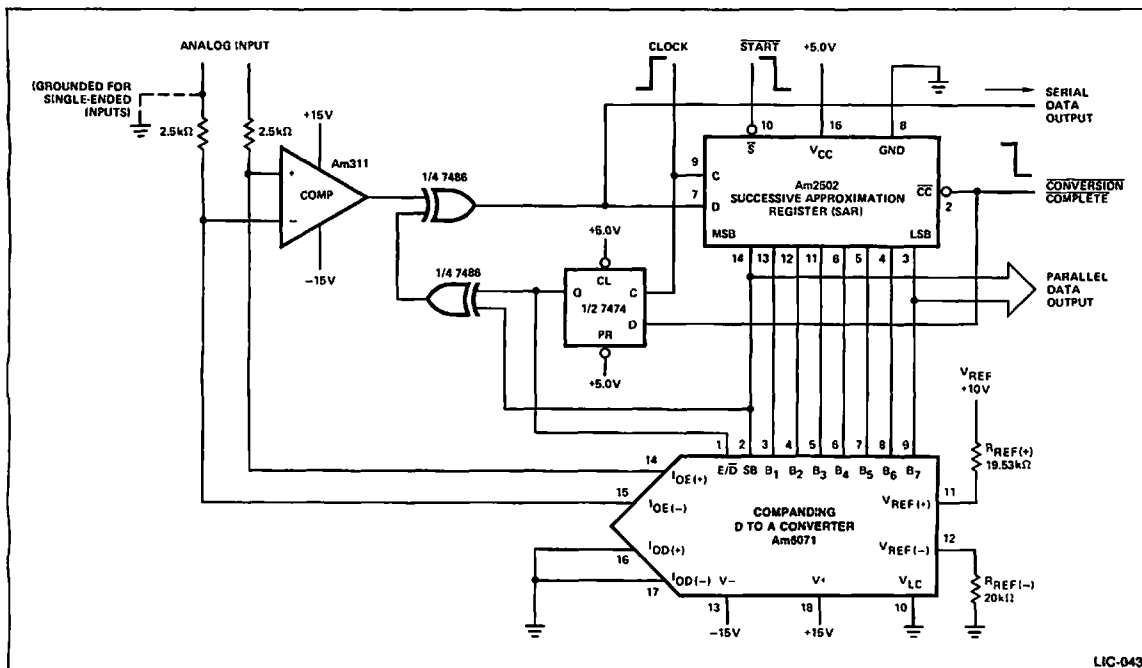 ANALOG INPUT
(GROUNDED FOR
SINGLE-ENDED
INPUTS)
2.5kΩ
2.5kΩ
+15V
Am311
COMP
+
−
−15V
1/4 7486
1/4 7486
CLOCK
START
+5.0V
10
16
8
S
VCC
GND
9
C
7
D
Am2502
SUCCESSIVE APPROXIMATION
REGISTER (SAR)
CC
2
MSB
LSB
14 13 12 11 6 5 4 3
SERIAL
DATA
OUTPUT
CONVERSION
COMPLETE
PARALLEL
DATA
OUTPUT
+5.0V
CL
Q
C
1/2 7474
D
PR
+5.0V
VREF
+10V
RREF(+)
19.53kΩ
1 2 3 4 5 6 7 8 9
E/D SB B1 B2 B3 B4 B5 B6 B7
14
IOE(+)
15
IOE(−)
16
IOD(+)
17
IOD(−)
COMPANDING
D TO A CONVERTER
Am6071
VREF(+)
11
VREF(−)
12
RREF(−)
20kΩ
V−
V+
VLC
13
18
10
−15V
+15V
LIC-043